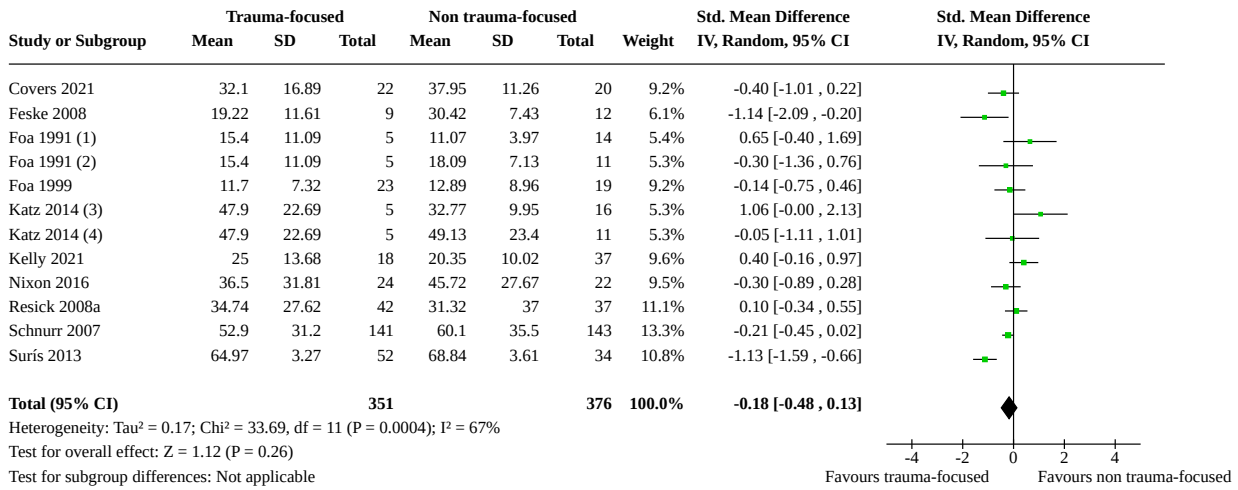 Trauma-focused Non trauma-focused Std. Mean Difference Std. Mean Difference
Study or Subgroup Mean SD Total Mean SD Total Weight IV, Random, 95% CI IV, Random, 95% CI
Covers 2021 32.1 16.89 22 37.95 11.26 20 9.2% -0.40 [-1.01 , 0.22]
Feske 2008 19.22 11.61 9 30.42 7.43 12 6.1% -1.14 [-2.09 , -0.20]
Foa 1991 (1) 15.4 11.09 5 11.07 3.97 14 5.4% 0.65 [-0.40 , 1.69]
Foa 1991 (2) 15.4 11.09 5 18.09 7.13 11 5.3% -0.30 [-1.36 , 0.76]
Foa 1999 11.7 7.32 23 12.89 8.96 19 9.2% -0.14 [-0.75 , 0.46]
Katz 2014 (3) 47.9 22.69 5 32.77 9.95 16 5.3% 1.06 [-0.00 , 2.13]
Katz 2014 (4) 47.9 22.69 5 49.13 23.4 11 5.3% -0.05 [-1.11 , 1.01]
Kelly 2021 25 13.68 18 20.35 10.02 37 9.6% 0.40 [-0.16 , 0.97]
Nixon 2016 36.5 31.81 24 45.72 27.67 22 9.5% -0.30 [-0.89 , 0.28]
Resick 2008a 34.74 27.62 42 31.32 37 37 11.1% 0.10 [-0.34 , 0.55]
Schnurr 2007 52.9 31.2 141 60.1 35.5 143 13.3% -0.21 [-0.45 , 0.02]
Surís 2013 64.97 3.27 52 68.84 3.61 34 10.8% -1.13 [-1.59 , -0.66]
Total (95% CI) 351 376 100.0% -0.18 [-0.48 , 0.13]
Heterogeneity: Tau² = 0.17; Chi² = 33.69, df = 11 (P = 0.0004); I² = 67%
Test for overall effect: Z = 1.12 (P = 0.26)
-4 -2 0 2 4
Test for subgroup differences: Not applicable
Favours trauma-focused Favours non trauma-focused